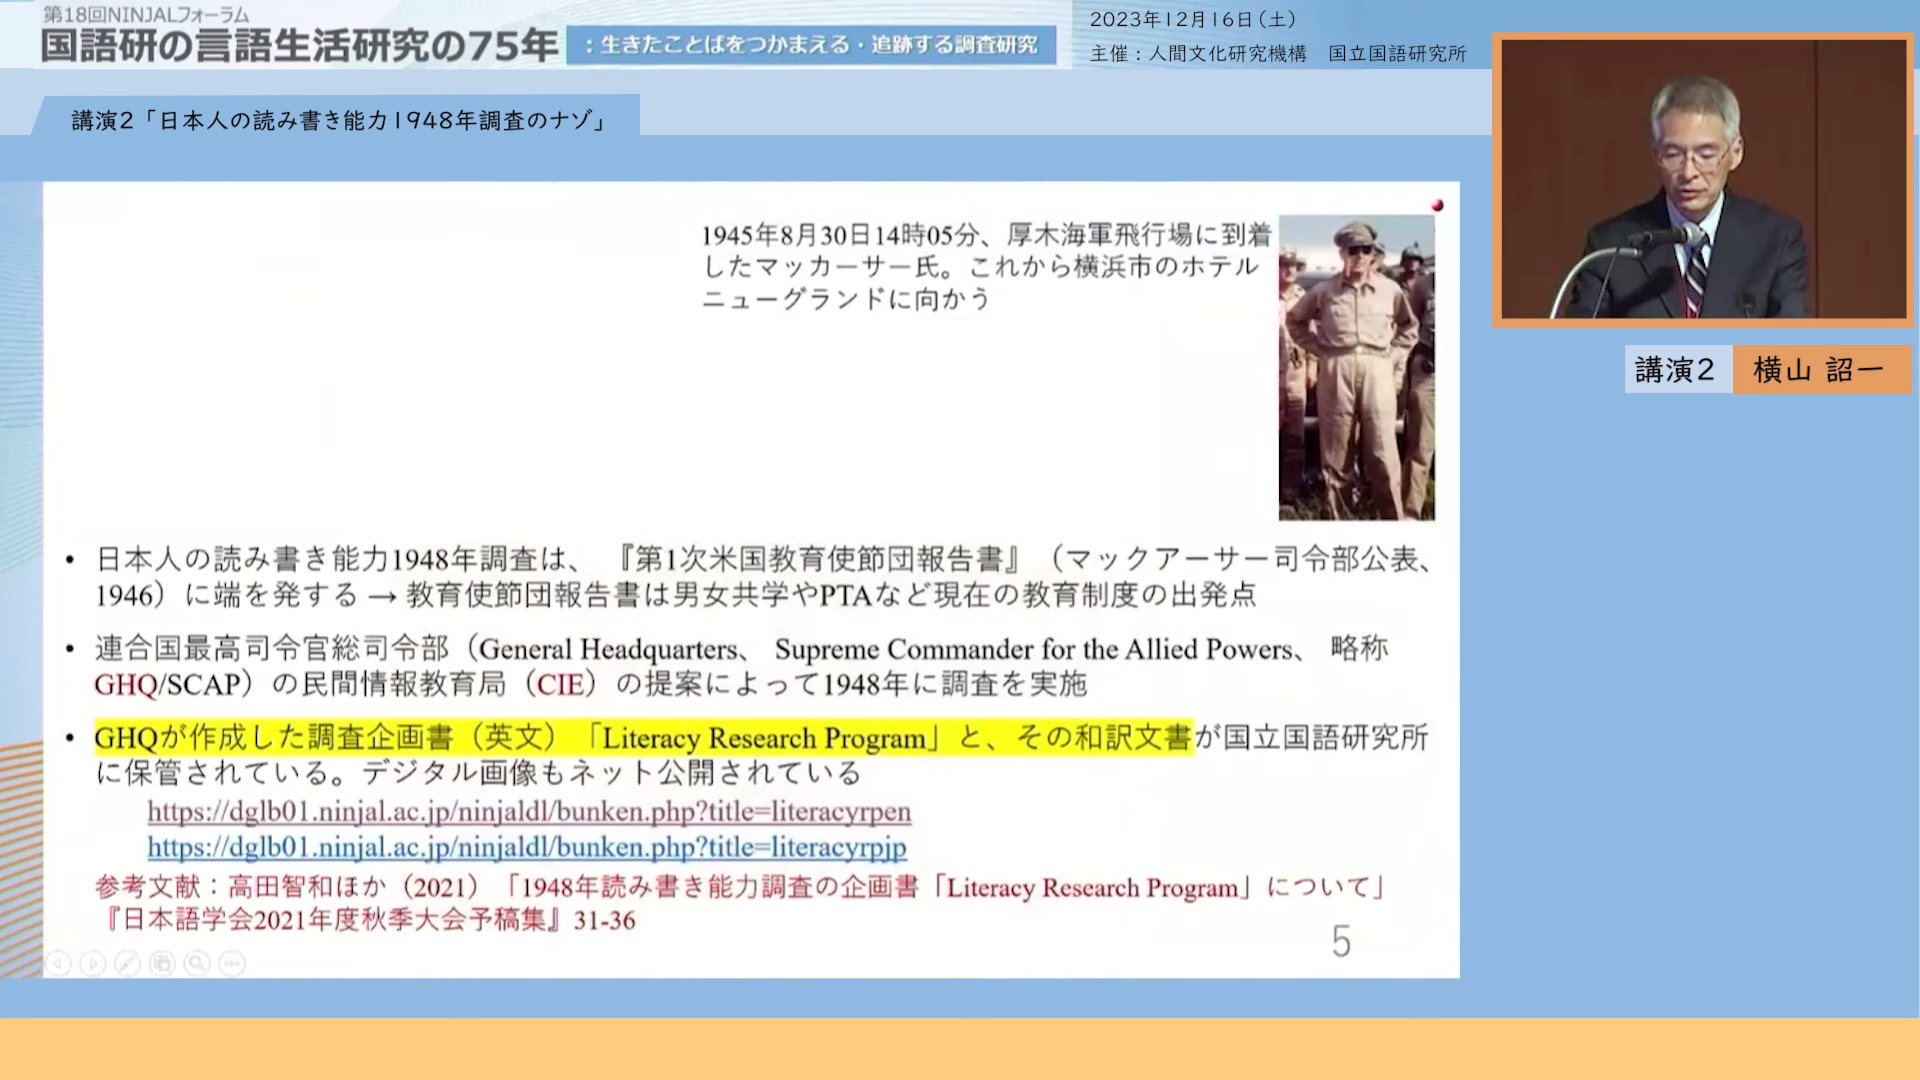 第18回NINJALフォーラム
国語研の言語生活研究の75年
：生きたことばをつかまえる・追跡する調査研究
2023年12月16日（土）
主催：人間文化研究機構　国立国語研究所
講演2「日本人の読み書き能力1948年調査のナゾ」
1945年8月30日14時05分、厚木海軍飛行場に到着
したマッカーサー氏。これから横浜市のホテル
ニューグランドに向かう
講演2 横山 詔一
• 日本人の読み書き能力1948年調査は、『第1次米国教育使節団報告書』（マックアーサー司令部公表、
1946）に端を発する → 教育使節団報告書は男女共学やPTAなど現在の教育制度の出発点
• 連合国最高司令官総司令部（General Headquarters、 Supreme Commander for the Allied Powers、 略称
GHQ/SCAP）の民間情報教育局（CIE）の提案によって1948年に調査を実施
• GHQが作成した調査企画書（英文）「Literacy Research Program」と、その和訳文書が国立国語研究所
に保管されている。デジタル画像もネット公開されている
https://dglb01.ninjal.ac.jp/ninjaldl/bunken.php?title=literacyrpen
https://dglb01.ninjal.ac.jp/ninjaldl/bunken.php?title=literacyrpjp
参考文献：高田智和ほか（2021）「1948年読み書き能力調査の企画書「Literacy Research Program」について」
『日本語学会2021年度秋季大会予稿集』31-36
5